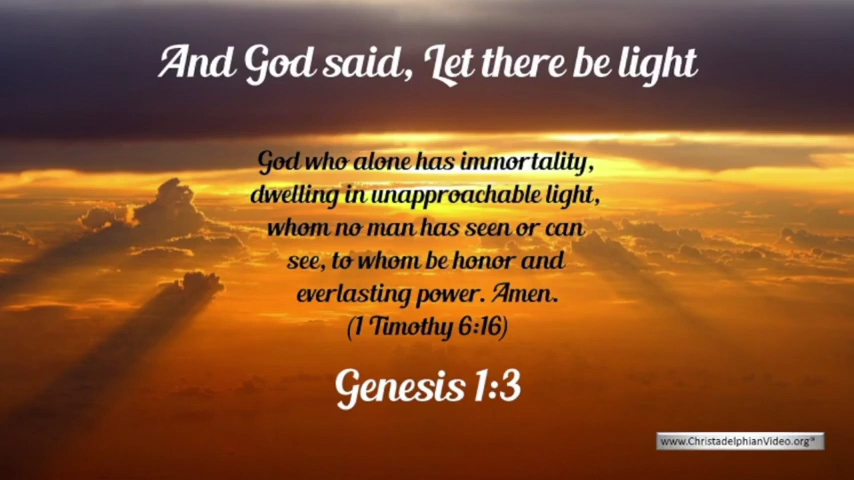 And God said, Let there be light
God who alone has immortality,
dwelling in unapproachable light,
whom no man has seen or can
see, to whom be honor and
everlasting power. Amen.
(1 Timothy 6:16)
Genesis 1:3
www.ChristadelphianVideo.org®